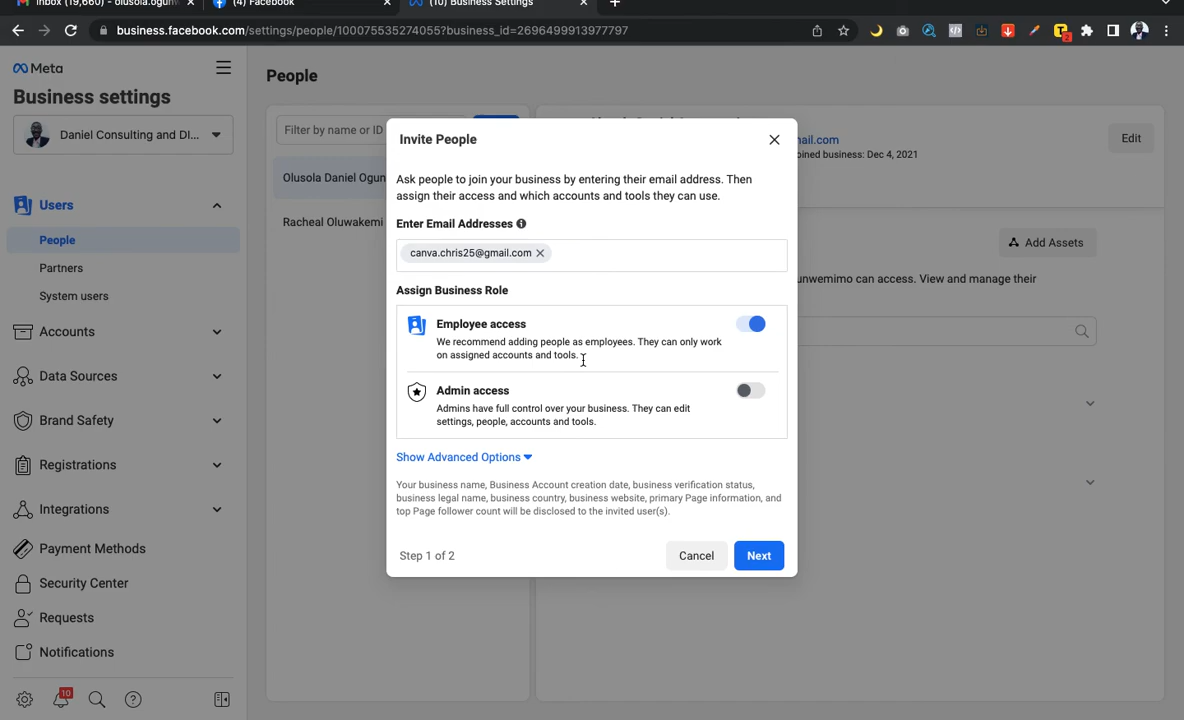 Inbox (19,660) - olusola.ogun
(4) Facebook
(10) Business Settings
business.facebook.com/settings/people/100075535274055?business_id=2696499913977797
2
Meta
People
Business settings
Daniel Consulting and DI...
Filter by name or ID
Edit
joined business: Dec 4, 2021
Olusola Daniel Ogun
Racheal Oluwakemi
Add Assets
unwemimo can access. View and manage their
Invite People
Ask people to join your business by entering their email address. Then
assign their access and which accounts and tools they can use.
Enter Email Addresses
canva.chris25@gmail.com
Assign Business Role
Employee access
We recommend adding people as employees. They can only work
on assigned accounts and tools.
Admin access
Admins have full control over your business. They can edit
settings, people, accounts and tools.
Show Advanced Options
Your business name, Business Account creation date, business verification status,
business legal name, business country, business website, primary Page information, and
top Page follower count will be disclosed to the invited user(s).
Step 1 of 2
Cancel
Next
Users
People
Partners
System users
Accounts
Data Sources
Brand Safety
Registrations
Integrations
Payment Methods
Security Center
Requests
Notifications
10